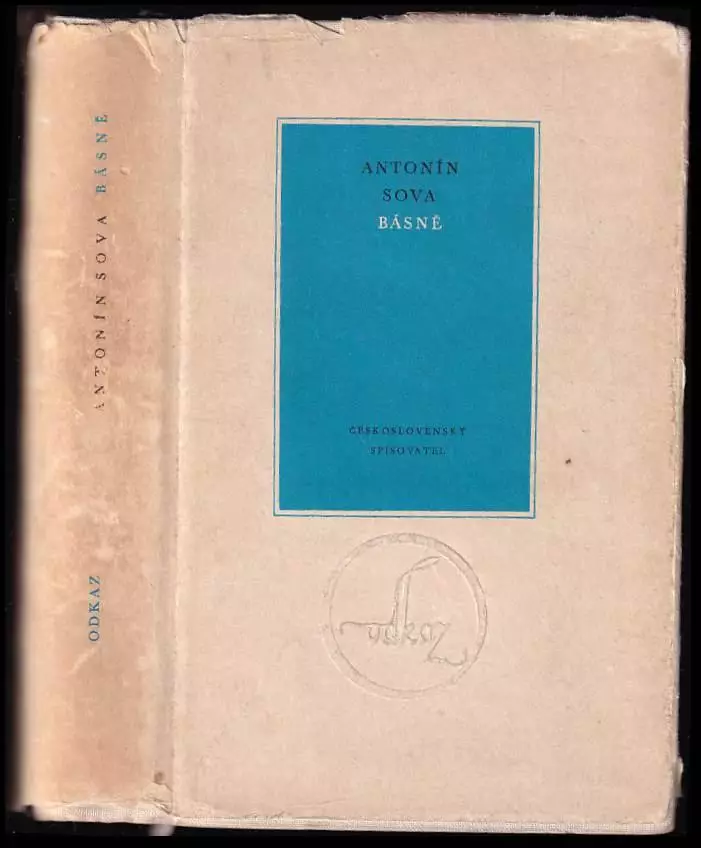 ANTONÍN SOVA BÁSNĚ
ODKAZ
ANTONÍN
SOVA
BÁSNĚ
ČESKOSLOVENSKÝ
SPISOVATEL
odkaz